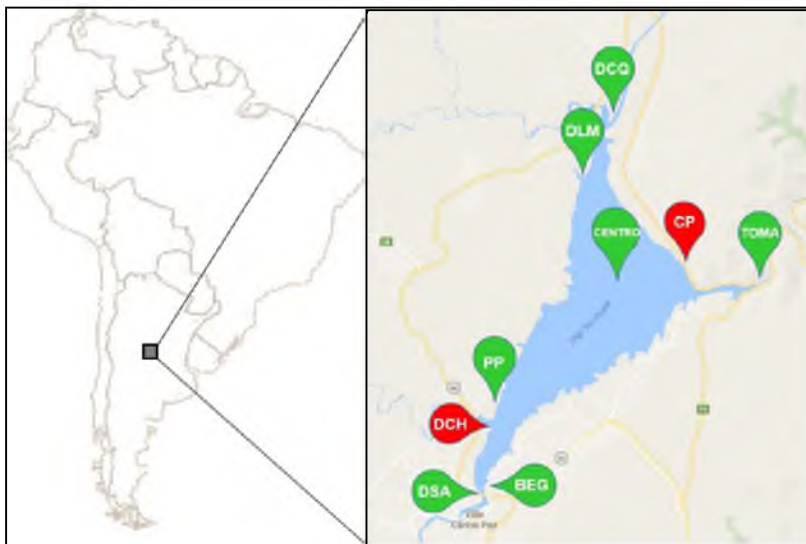 DCQ
DLM
CENTRO
CP
TOMA
PP
DCH
DSA
BEG